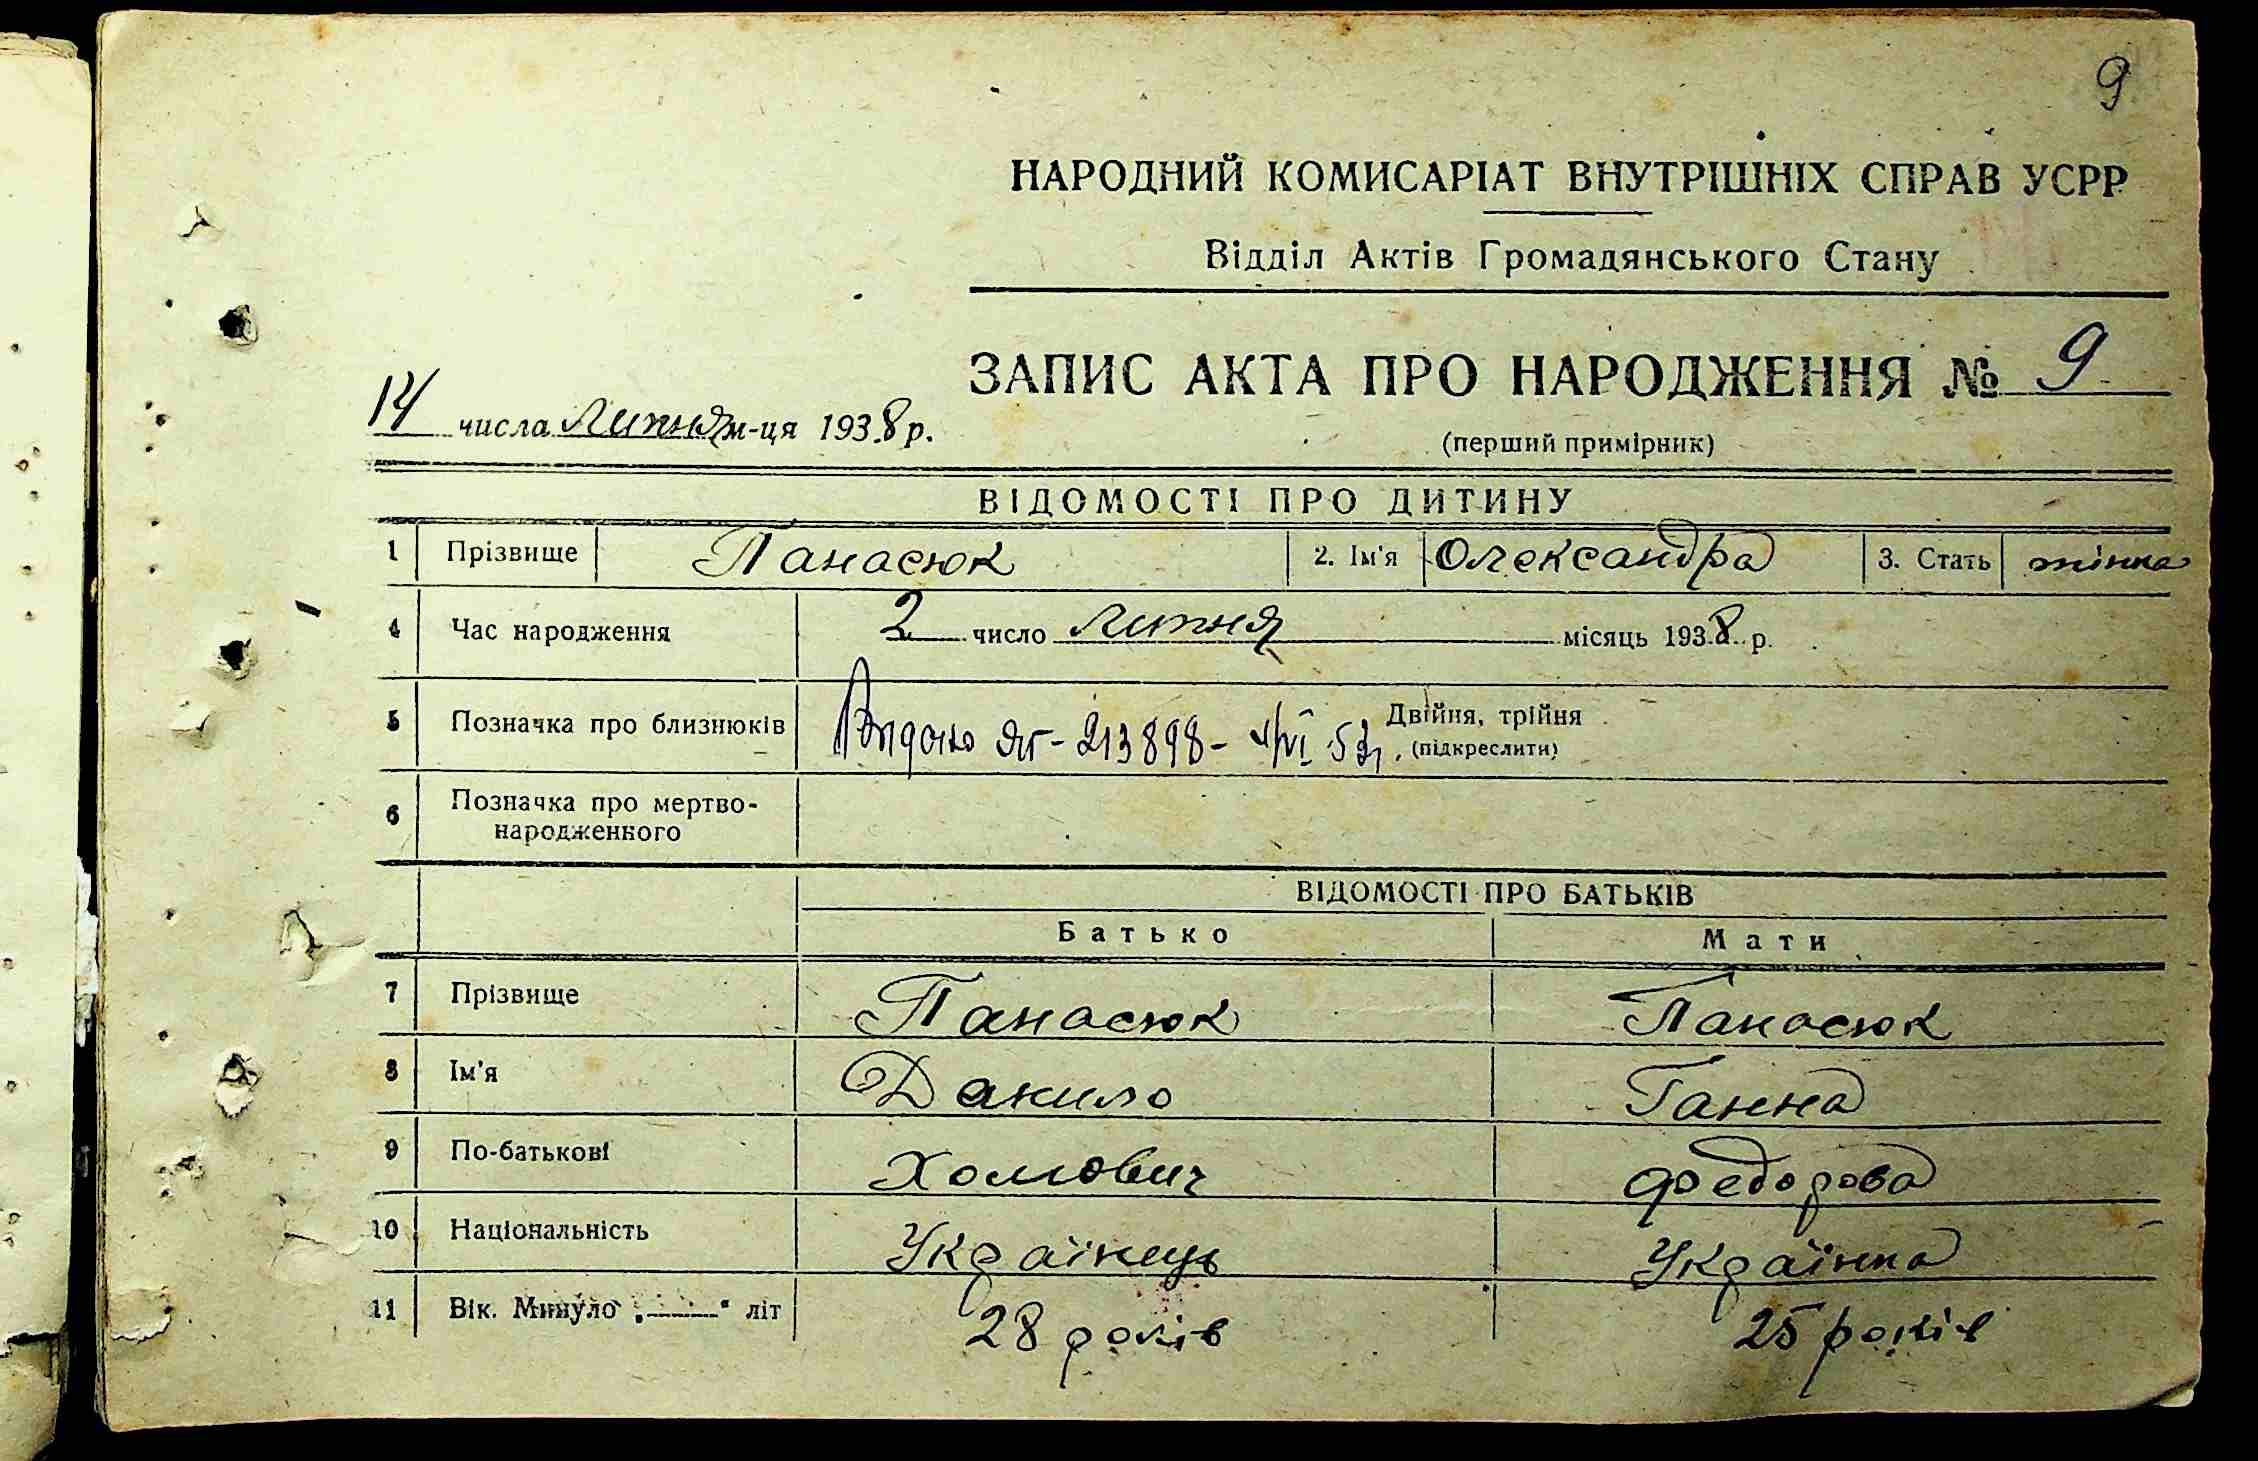 9
НАРОДНИЙ КОМИСАРІАТ ВНУТРІШНІХ СПРАВ УСРР
Відділ Актів Громадянського Стану
ЗАПИС АКТА ПРО НАРОДЖЕННЯ № 9
14 числа Липня м-ця 1938 р.
(перший примірник)
ВІДОМОСТІ ПРО ДИТИНУ
1 Прізвище Панасюк 2. Ім'я Олександра 3. Стать жінка
4 Час народження 2 число Липня місяць 1938 р.
5 Позначка про близнюків 213898 Двійня, трійня
(підкреслити)
6 Позначка про мертво-
народженного
ВІДОМОСТІ ПРО БАТЬКІВ
Батько Мати
7 Прізвище Панасюк Панасюк
8 Ім'я Данило Ганна
9 По-батькові Хомович Федорова
10 Національність Українець Українка
11 Вік. Минуло „——" літ 28 років 25 років